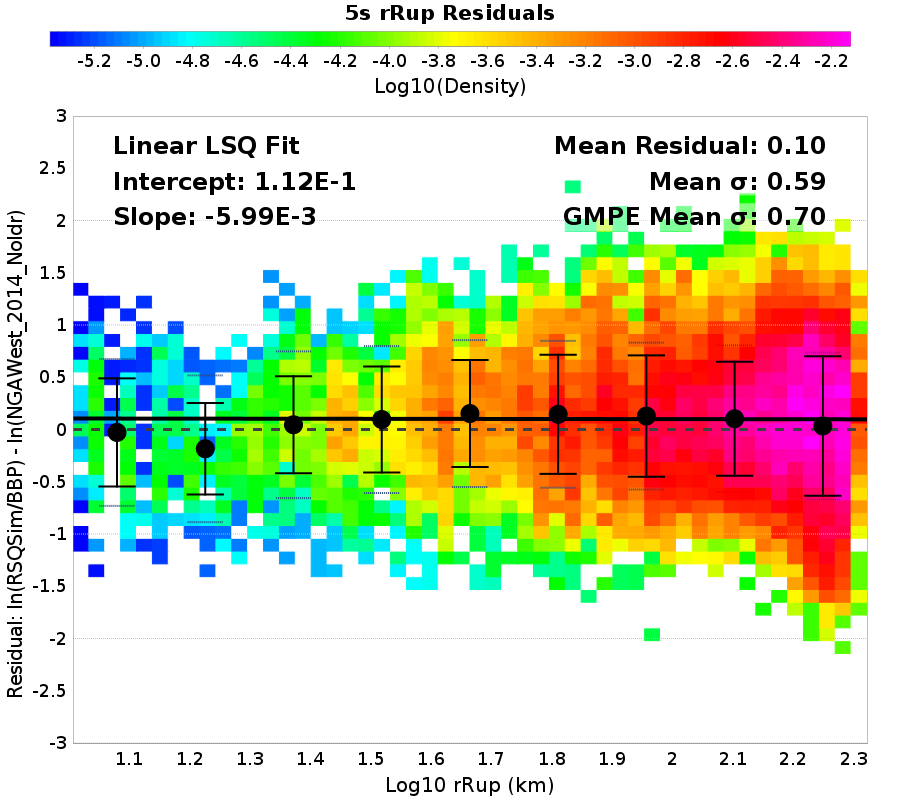 5s rRup Residuals
-5.2 -5.0 -4.8 -4.6 -4.4 -4.2 -4.0 -3.8 -3.6 -3.4 -3.2 -3.0 -2.8 -2.6 -2.4 -2.2
Log10(Density)
Linear LSQ Fit
Intercept: 1.12E-1
Slope: -5.99E-3
Mean Residual: 0.10
Mean σ: 0.59
GMPE Mean σ: 0.70
Residual: ln(RSQSim/BBP) - ln(NGAWest_2014_NoIdr)
3
2.5
2
1.5
1
0.5
0
-0.5
-1
-1.5
-2
-2.5
-3
1.1 1.2 1.3 1.4 1.5 1.6 1.7 1.8 1.9 2 2.1 2.2 2.3
Log10 rRup (km)